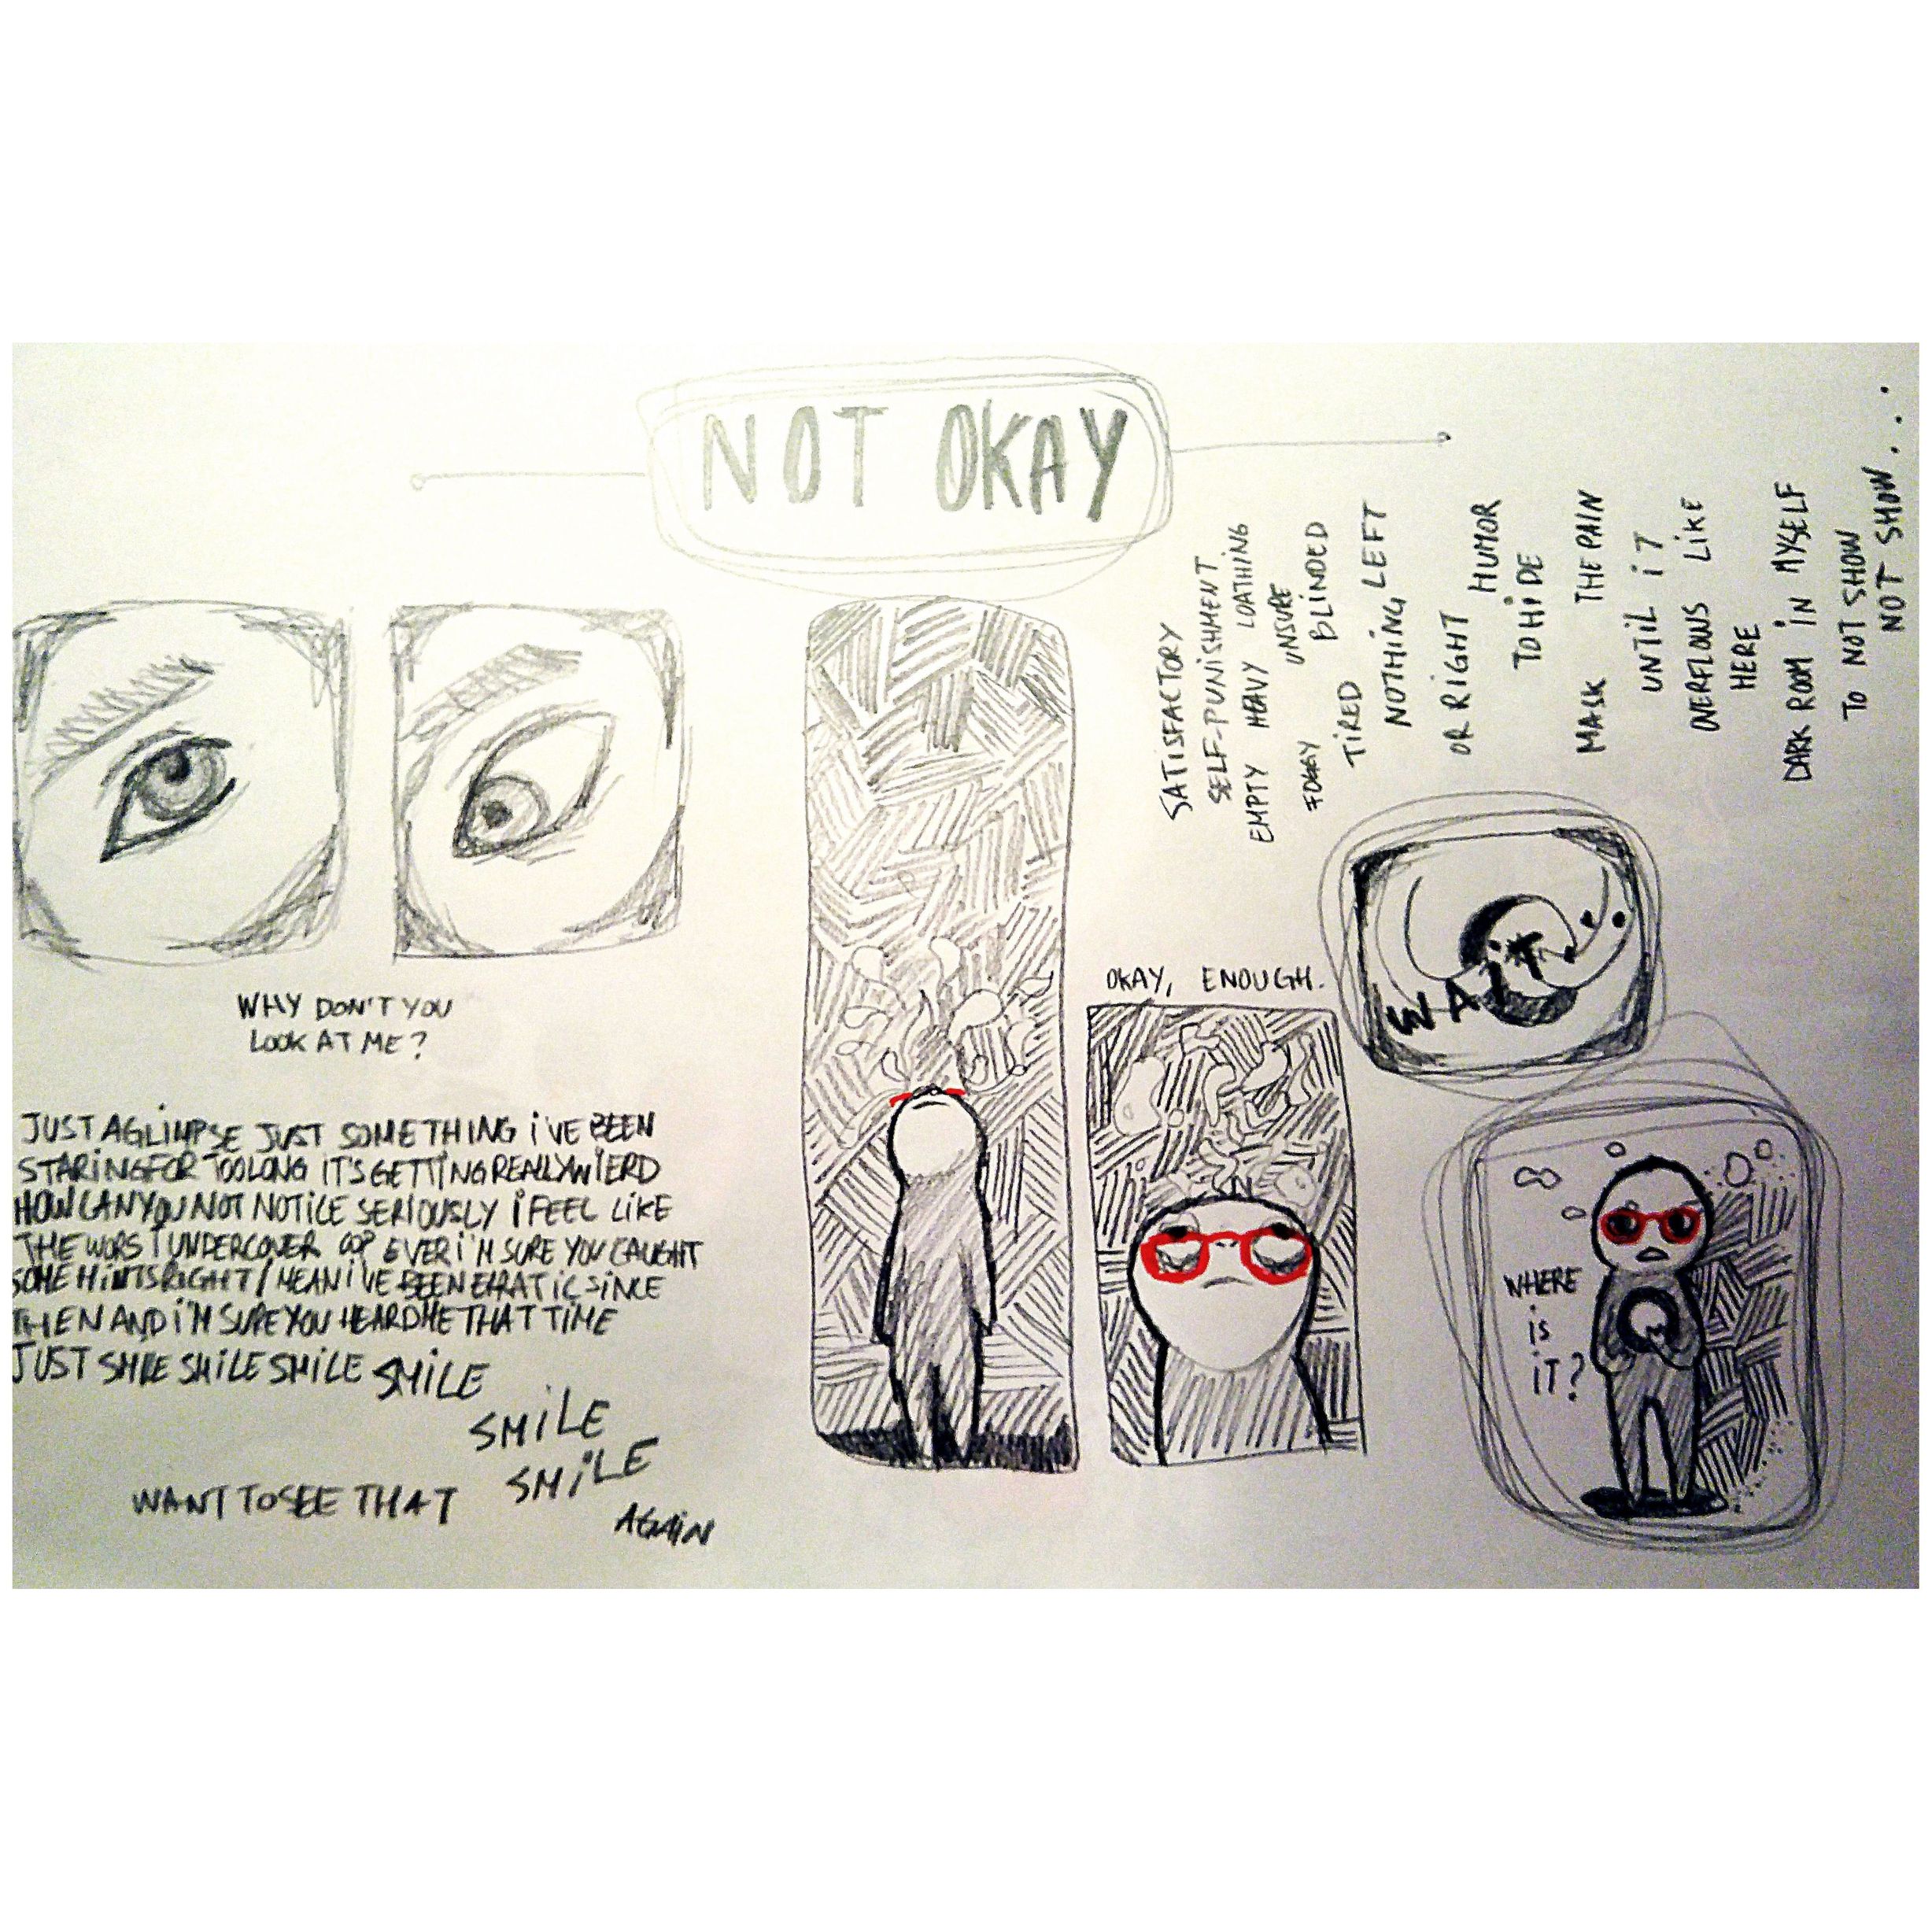 NOT OKAY
WHY DON'T YOU
LOOK AT ME?
JUST A GLIMPSE JUST SOMETHING i'VE BEEN
STARING FOR TOO LONG IT'S GETTING REALLY WIERD
HOW CAN YOU NOT NOTICE SERIOUSLY i FEEL LIKE
THE WORST UNDERCOVER COP EVER i'M SURE YOU CAUGHT
SOME HINTS RIGHT I MEAN i'VE BEEN ERRATIC SINCE
THEN AND i'M SURE YOU HEARD ME THAT TIME
JUST SMILE SMILE SMILE
SMILE
SMILE
WANT TO SEE THAT
AGAIN
SATISFACTORY
SELF-PUNISHMENT
EMPTY HEAVY LOATHING
UNSURE
FOGGY BLINDED
TIRED
NOTHING LEFT
OR RIGHT
HUMOR
TO HiDE
MASK THE PAIN
UNTIL iT
OVERFLOWS LIKE
HERE
DARK ROOM IN MYSELF
TO NOT SHOW
NOT SHOW...
OKAY, ENOUGH.
WAiT...
WHERE
is
iT?